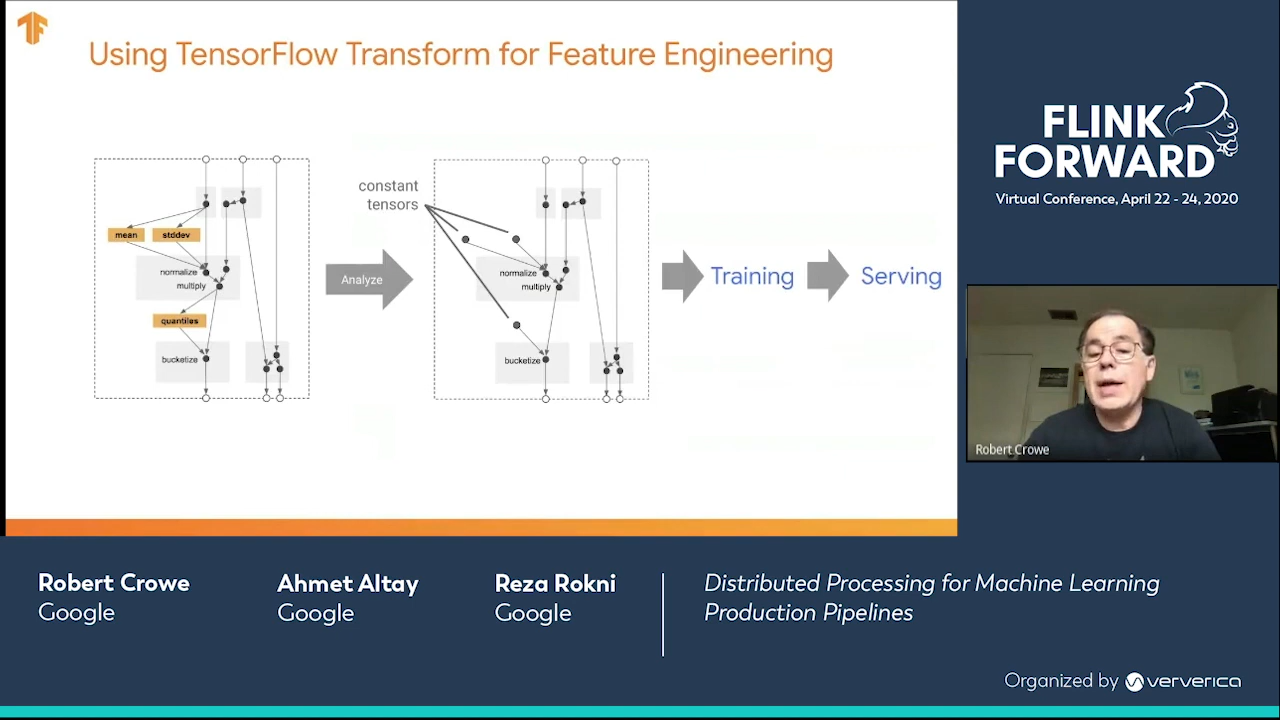 Using TensorFlow Transform for Feature Engineering
mean
stddev
normalize
multiply
quantiles
bucketize
Analyze
constant
tensors
normalize
multiply
bucketize
Training
Serving
FLINK
FORWARD
Virtual Conference, April 22 - 24, 2020
Robert Crowe
Robert Crowe
Google
Ahmet Altay
Google
Reza Rokni
Google
Distributed Processing for Machine Learning
Production Pipelines
Organized by ververica